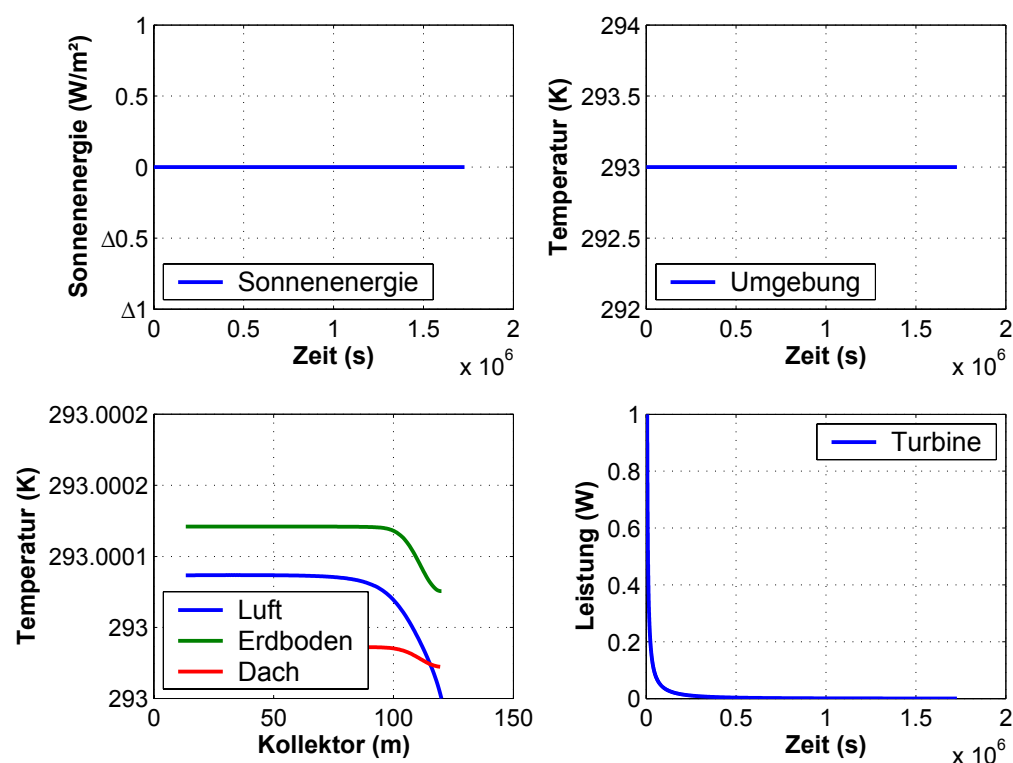 1
0.5
0
∆0.5
∆1
Sonnenenergie (W/m²)
Sonnenenergie
0 0.5 1 1.5 2
Zeit (s)
x 10^6
294
293.5
293
292.5
292
Temperatur (K)
Umgebung
0 0.5 1 1.5 2
Zeit (s)
x 10^6
293.0002
293.0002
293.0001
293
293
Temperatur (K)
Luft
Erdboden
Dach
0 50 100 150
Kollektor (m)
1
0.8
0.6
0.4
0.2
0
Leistung (W)
Turbine
0 0.5 1 1.5 2
Zeit (s)
x 10^6